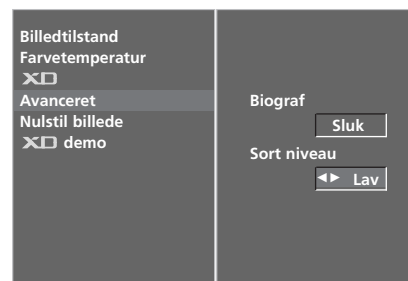 Billedtilstand
Farvetemperatur
XD
Avanceret
Nulstil billede
XD demo
Biograf
Sluk
Sort niveau
Lav